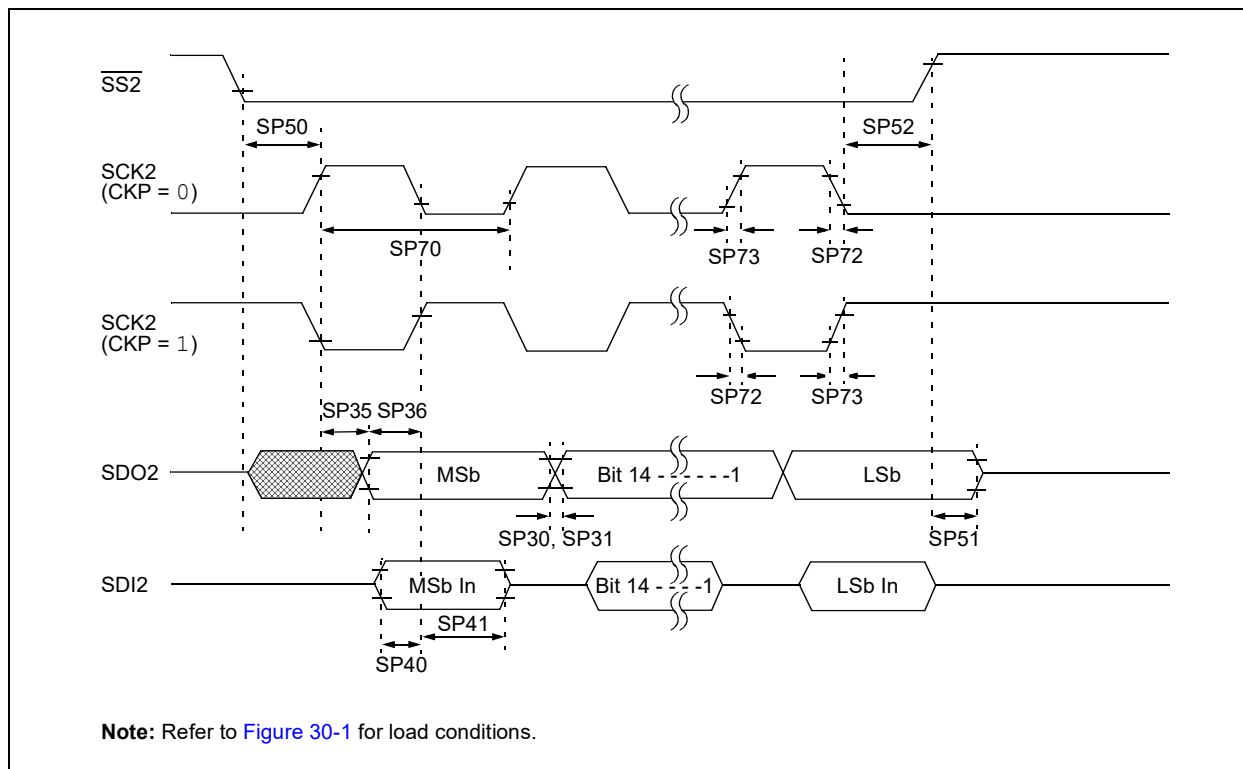 SS2
SP50
SP52
SCK2
(CKP = 0)
SP70
SP73
SP72
SCK2
(CKP = 1)
SP72
SP73
SP35
SP36
SDO2
MSb
Bit 14 - - - - - -1
LSb
SP30, SP31
SP51
SDI2
MSb In
Bit 14 - - - -1
LSb In
SP41
SP40
Note: Refer to Figure 30-1 for load conditions.